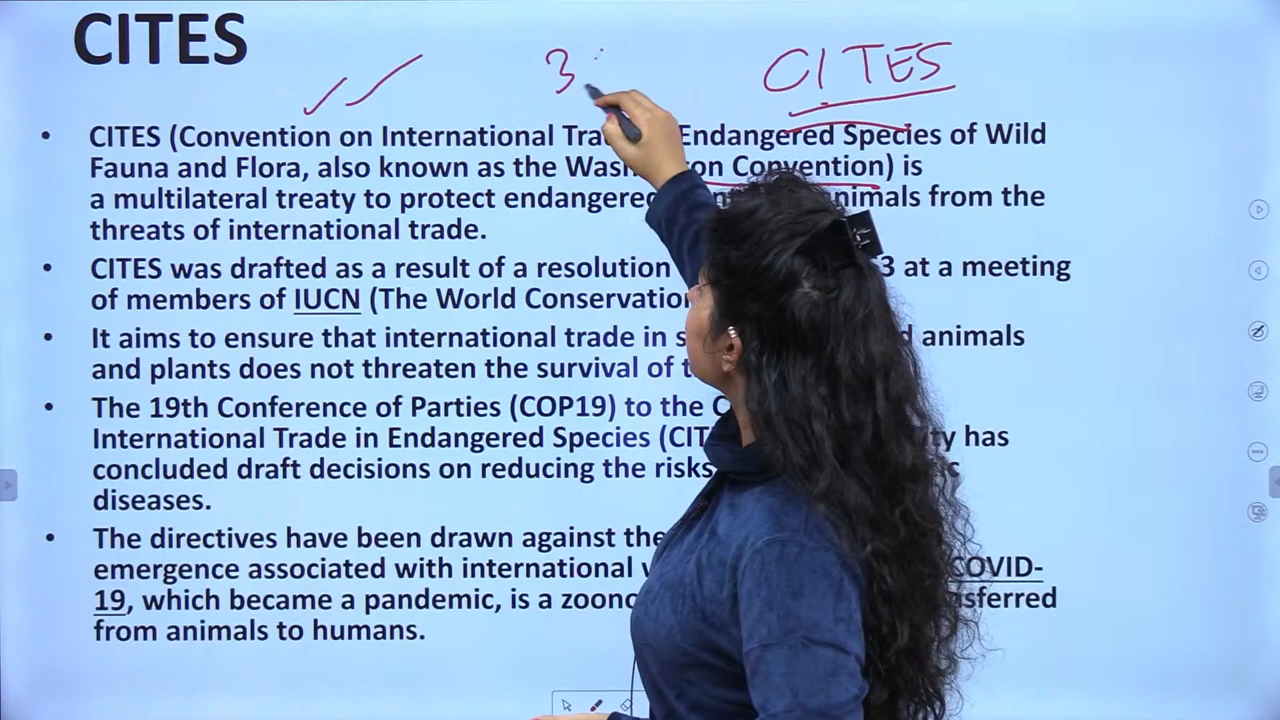 CITES
3 CITES
CITES (Convention on International Tra Endangered Species of Wild
Fauna and Flora, also known as the Was on Convention) is
a multilateral treaty to protect endangered animals from the
threats of international trade.
CITES was drafted as a result of a resolution 3 at a meeting
of members of IUCN (The World Conservation
It aims to ensure that international trade in animals
and plants does not threaten the survival of
The 19th Conference of Parties (COP19) to the
International Trade in Endangered Species (CIT has
concluded draft decisions on reducing the risks
diseases.
The directives have been drawn against the
emergence associated with international COVID-
19, which became a pandemic, is a
from animals to humans.